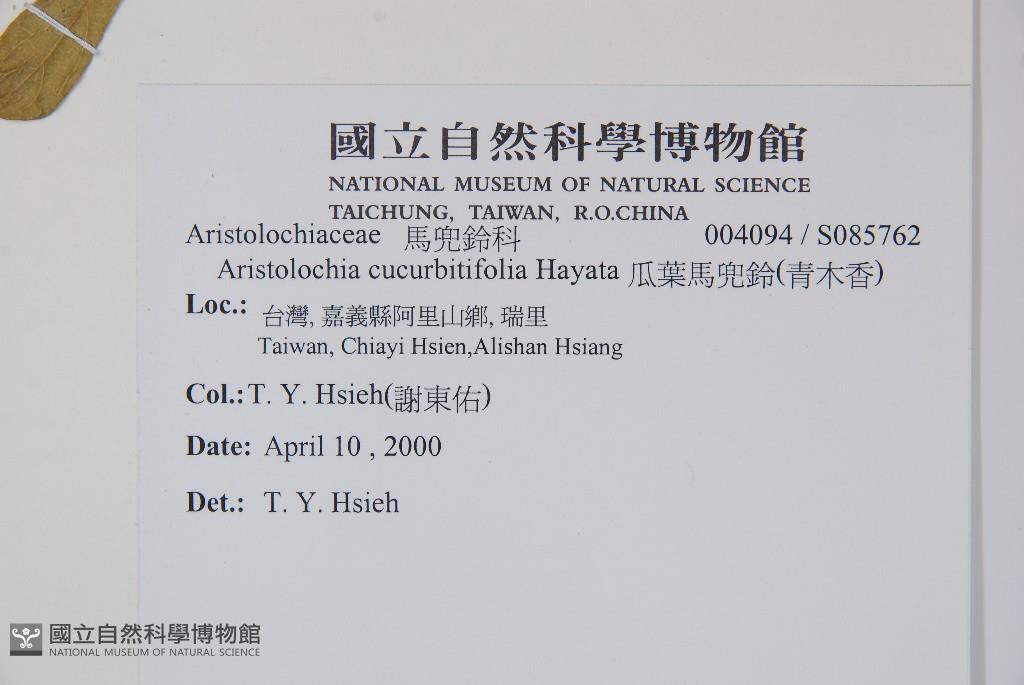 國立自然科學博物館
NATIONAL MUSEUM OF NATURAL SCIENCE
TAICHUNG, TAIWAN, R.O.CHINA
Aristolochiaceae 馬兜鈴科 004094 / S085762
Aristolochia cucurbitifolia Hayata 瓜葉馬兜鈴(青木香)
Loc.: 台灣, 嘉義縣阿里山鄉, 瑞里
Taiwan, Chiayi Hsien,Alishan Hsiang
Col.: T. Y. Hsieh(謝東佑)
Date: April 10 , 2000
Det.: T. Y. Hsieh
國立自然科學博物館
NATIONAL MUSEUM OF NATURAL SCIENCE